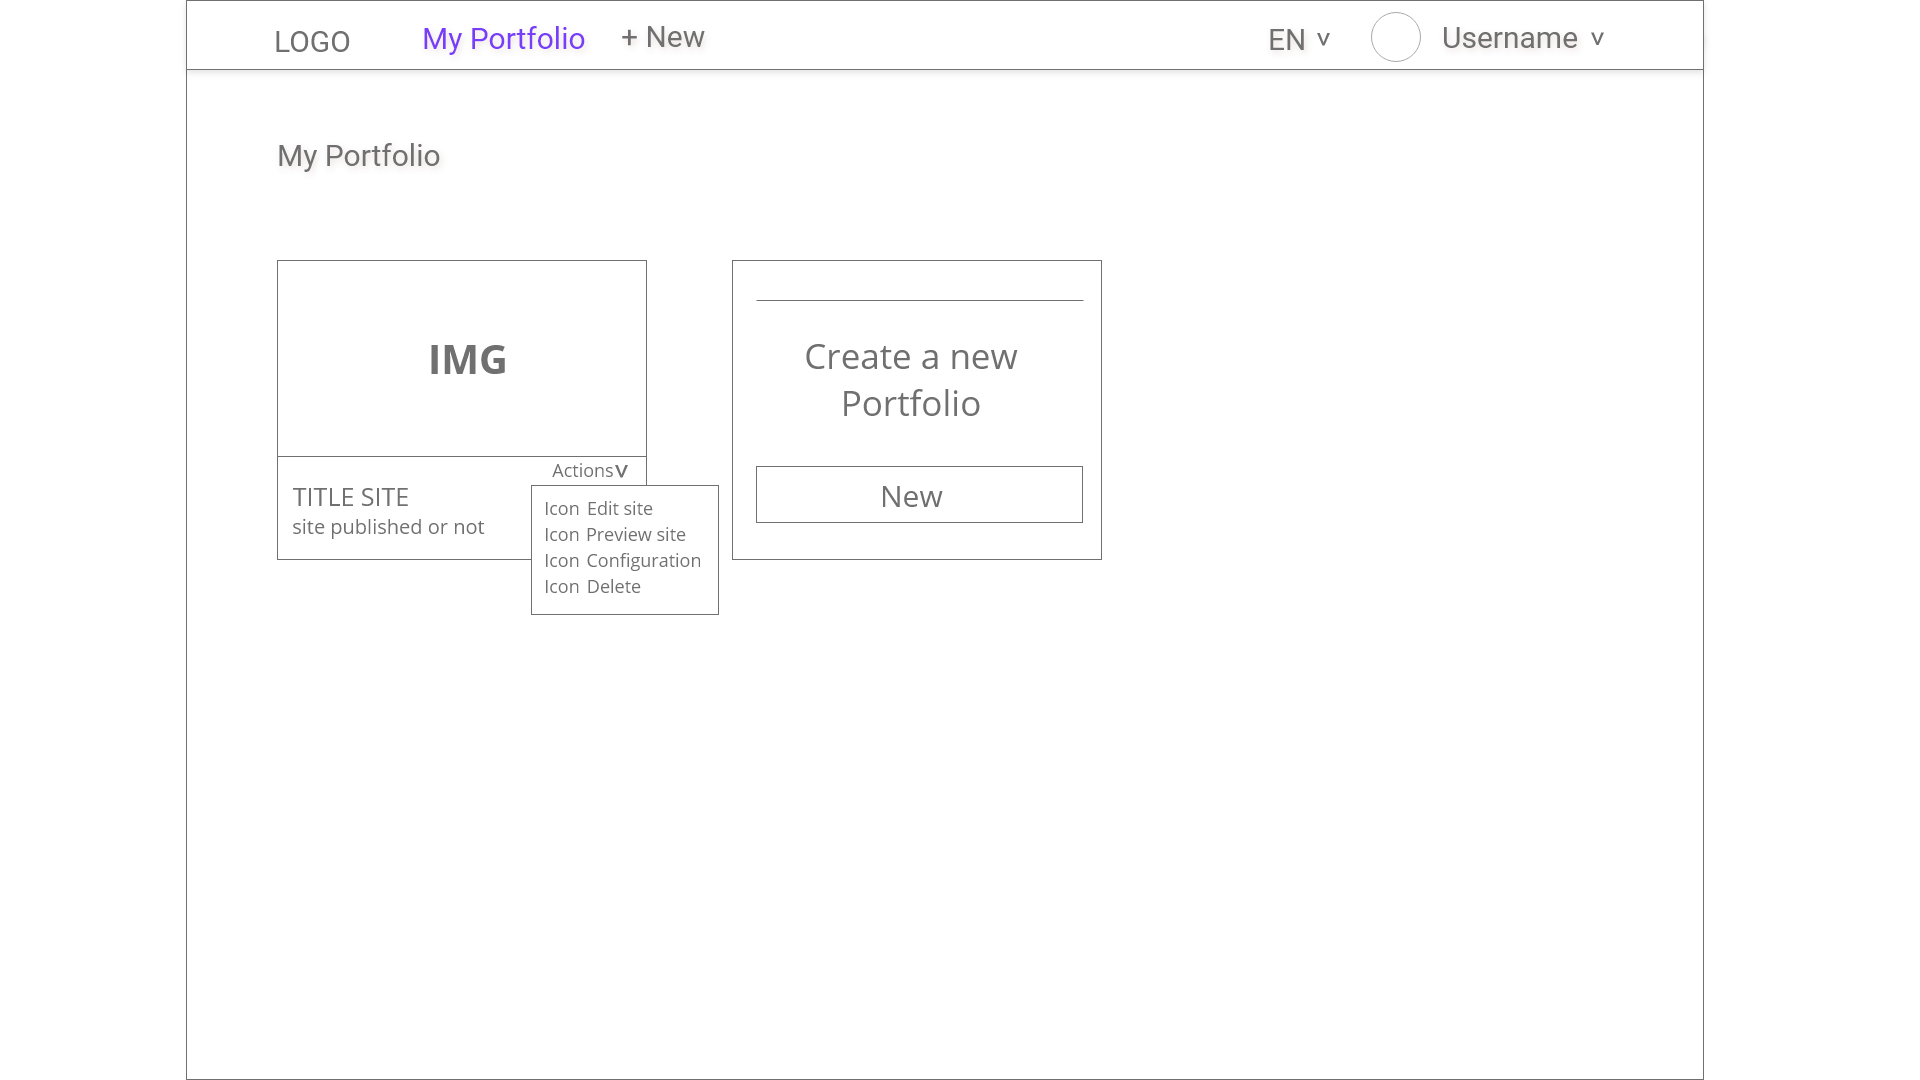 LOGO
My Portfolio
+ New
EN v
Username v
My Portfolio
IMG
Actions v
TITLE SITE
site published or not
Icon Edit site
Icon Preview site
Icon Configuration
Icon Delete
Create a new
Portfolio
New